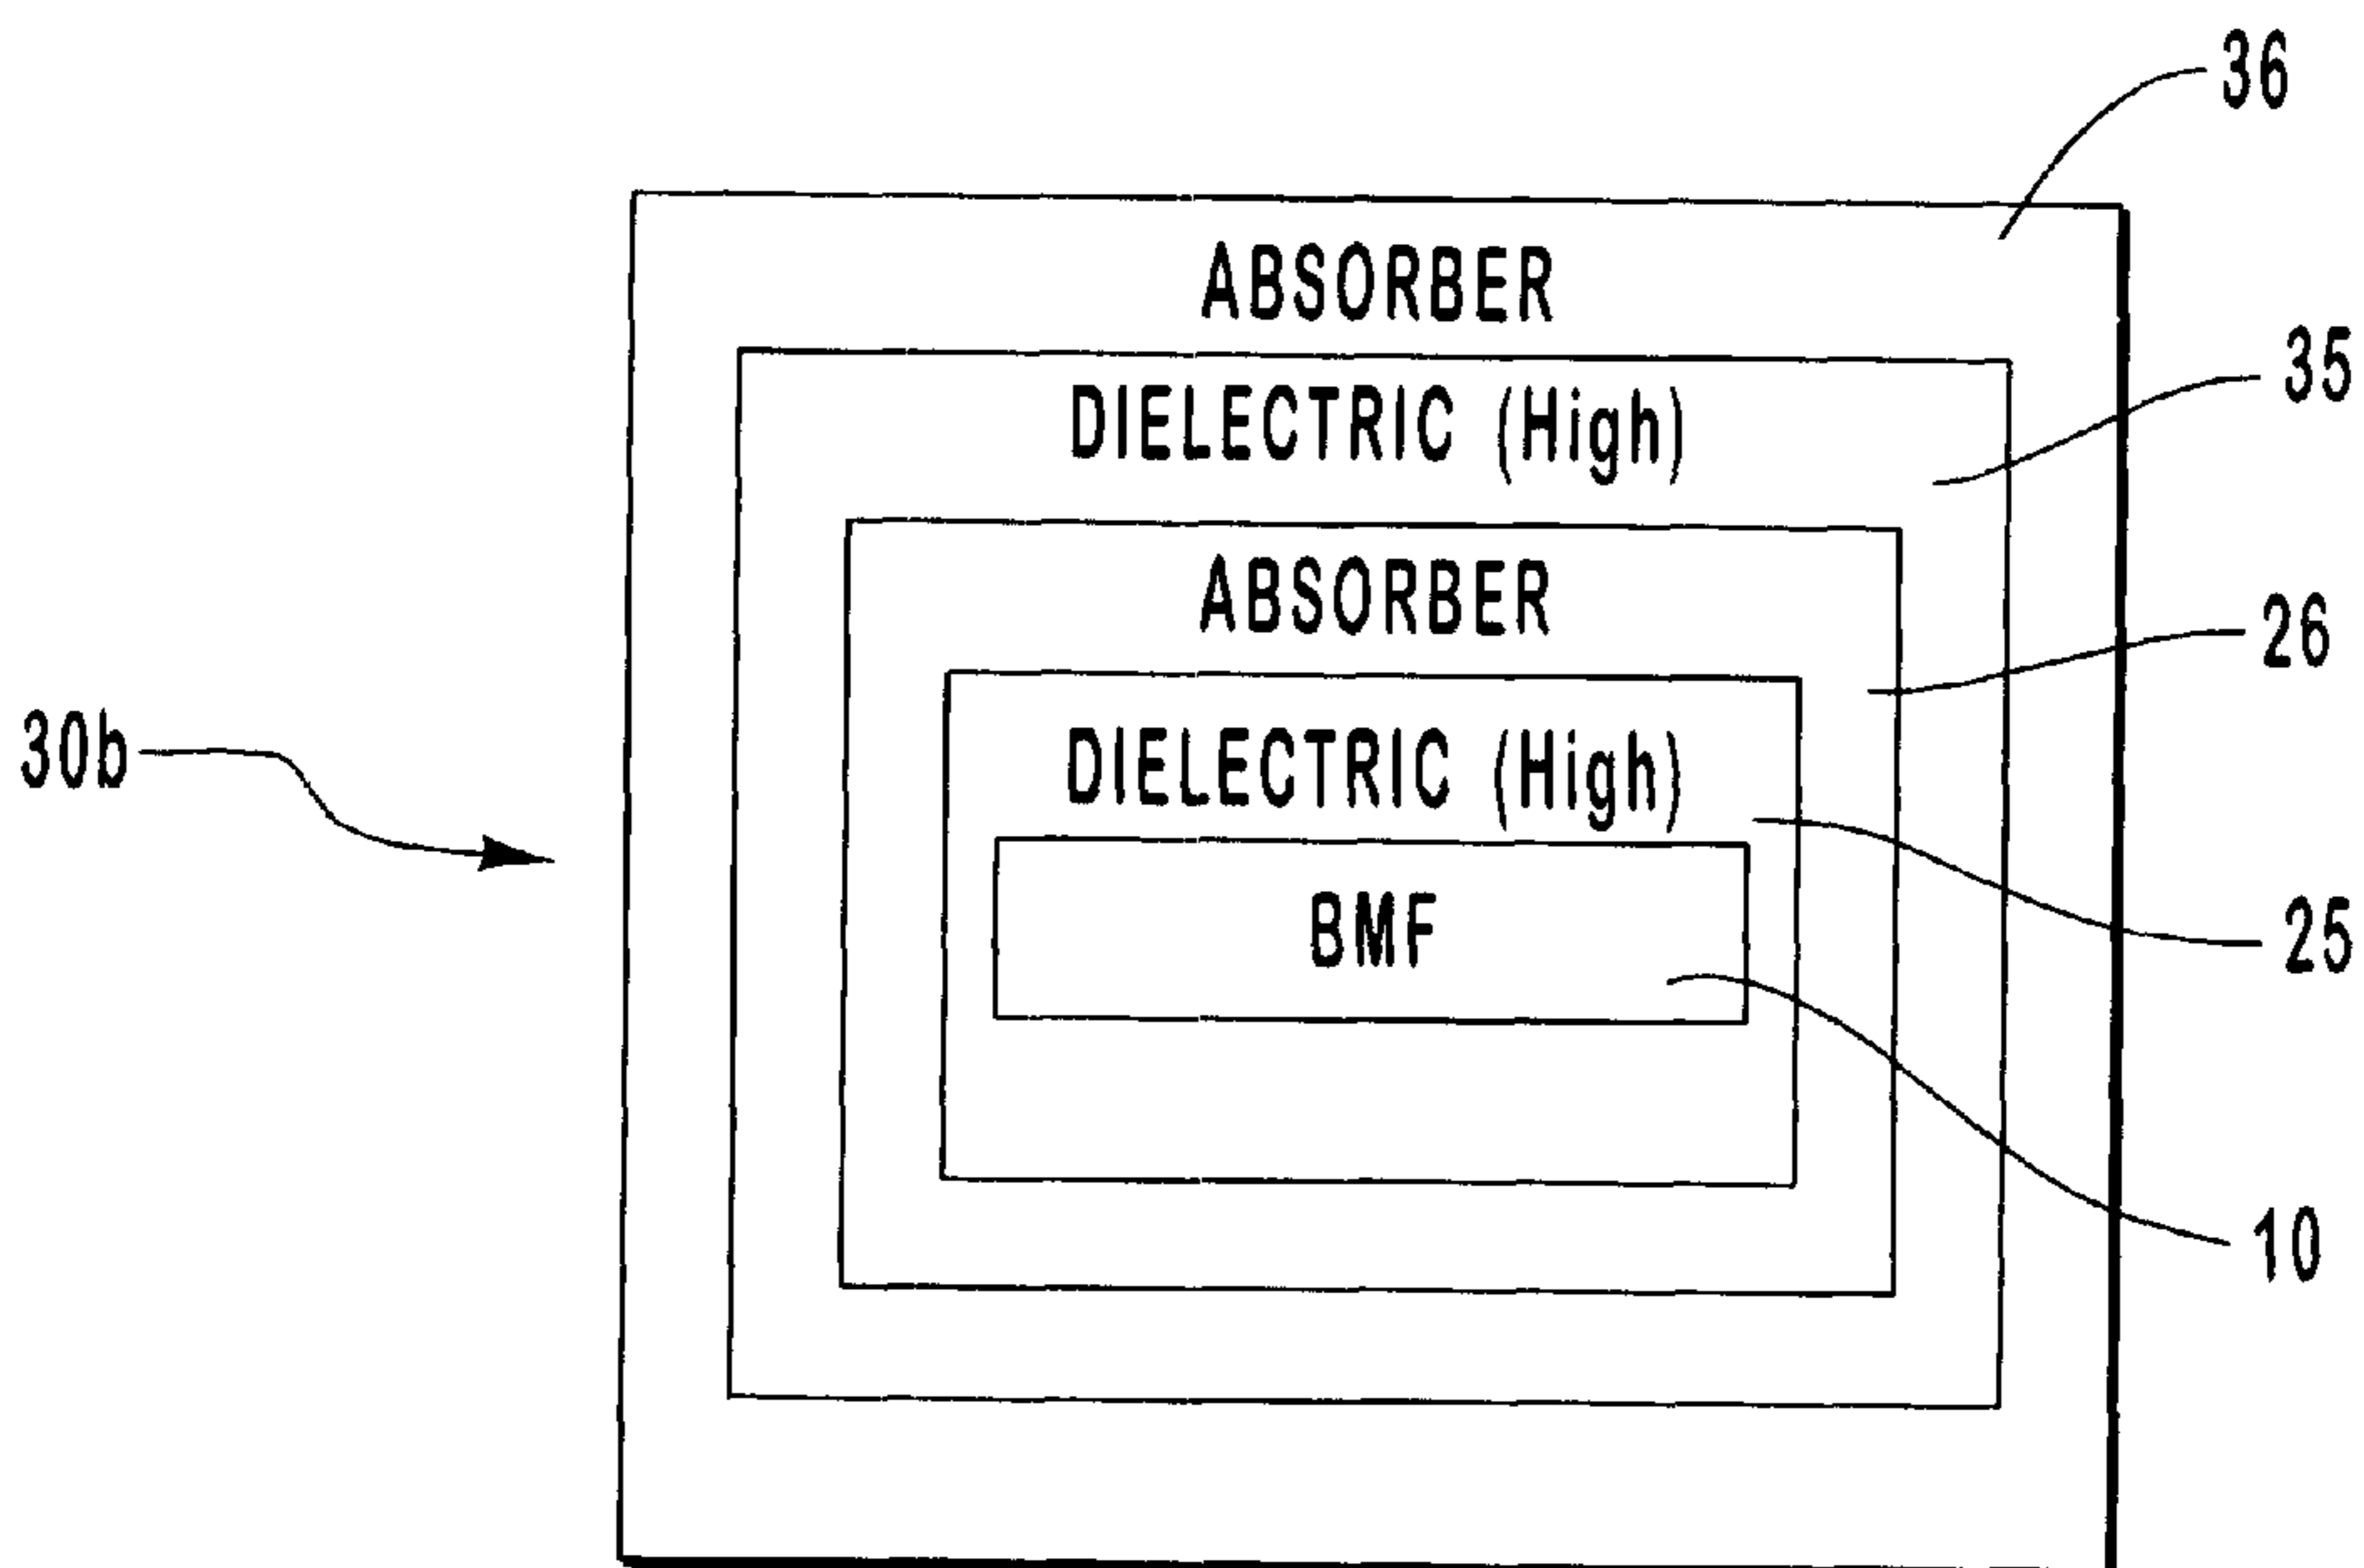 36
ABSORBER
35
DIELECTRIC (High)
ABSORBER
26
30b
DIELECTRIC (High)
BMF
25
10